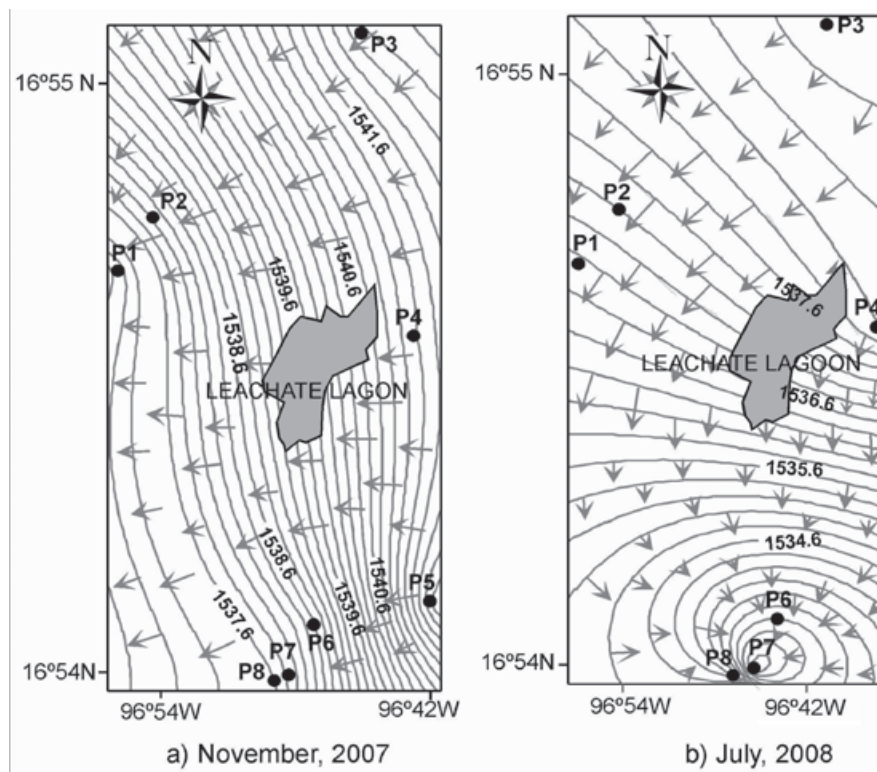 N
P3
16º55 N
1541.6
P2
P1
1540.6
1539.6
1538.6
P4
LEACHATE LAGON
1538.6
1540.6
1539.6
P5
1537.6
P6
P7
P8
16º54N
96º54W
96º42W
a) November, 2007
N
P3
16º55 N
P2
P1
1537.6
P4
LEACHATE LAGOON
1536.6
1535.6
1534.6
P6
P7
P8
16º54N
96º54W
96º42W
b) July, 2008